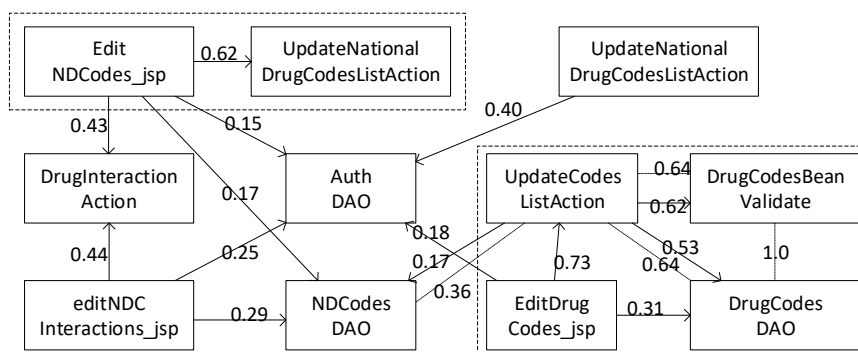 Edit
NDCodes_jsp
0.62
UpdateNational
DrugCodesListAction
UpdateNational
DrugCodesListAction
0.43
0.15
0.40
DrugInteraction
Action
0.17
Auth
DAO
UpdateCodes
ListAction
0.64
0.62
DrugCodesBean
Validate
0.44
0.25
0.18
0.17
0.36
0.73
0.53
0.64
1.0
editNDC
Interactions_jsp
0.29
NDCodes
DAO
EditDrug
Codes_jsp
0.31
DrugCodes
DAO